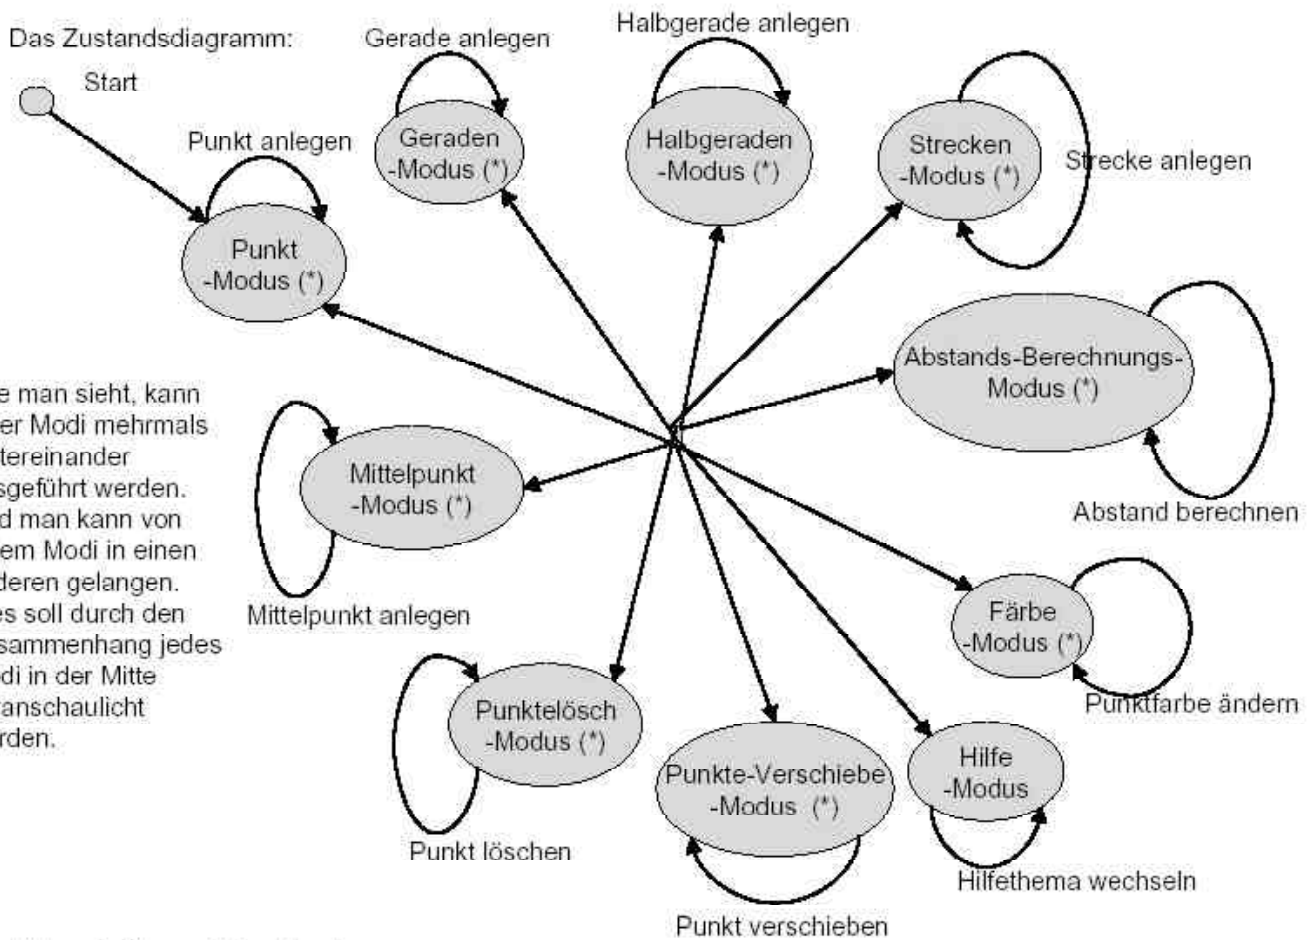 Das Zustandsdiagramm:
Start
Gerade anlegen
Halbgerade anlegen
Punkt anlegen
Geraden
-Modus (*)
Halbgeraden
-Modus (*)
Strecken
-Modus (*)
Strecke anlegen
Punkt
-Modus (*)
Abstands-Berechnungs-
Modus (*)
Abstand berechnen
e man sieht, kann
er Modi mehrmals
tereinander
sgeführt werden.
d man kann von
em Modi in einen
deren gelangen.
es soll durch den
sammenhang jedes
di in der Mitte
anschaulicht
rden.
Mittelpunkt
-Modus (*)
Mittelpunkt anlegen
Färbe
-Modus (*)
Punktfarbe ändern
Punktelösch
-Modus (*)
Punkt löschen
Punkte-Verschiebe
-Modus (*)
Punkt verschieben
Hilfe
-Modus
Hilfethema wechseln